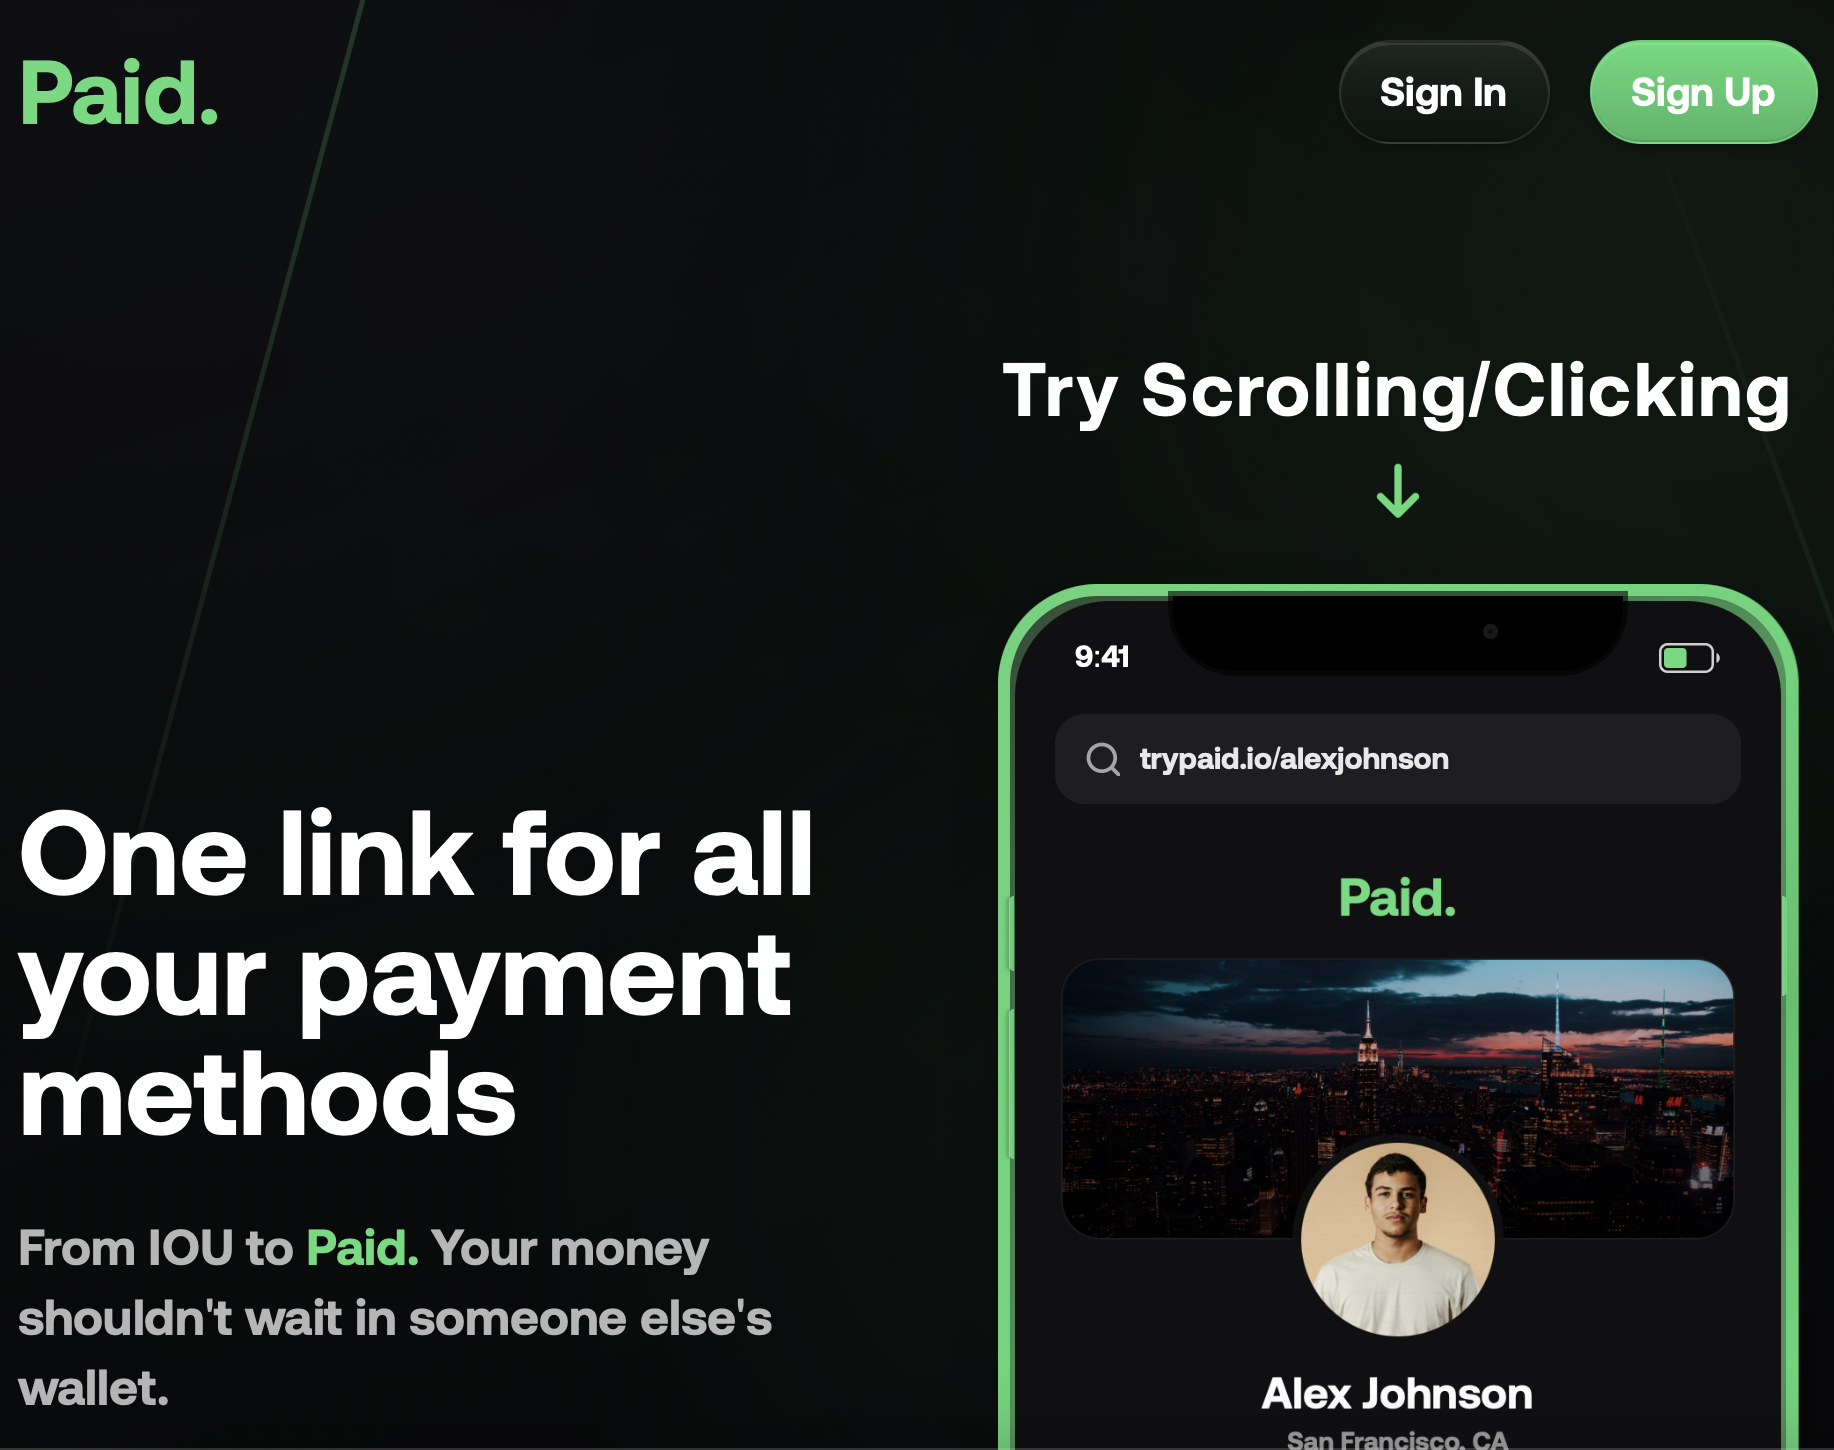 Paid.
Sign In
Sign Up
Try Scrolling/Clicking
9:41
trypaid.io/alexjohnson
Paid.
Alex Johnson
San Francisco, CA
One link for all
your payment
methods
From IOU to Paid. Your money
shouldn't wait in someone else's
wallet.